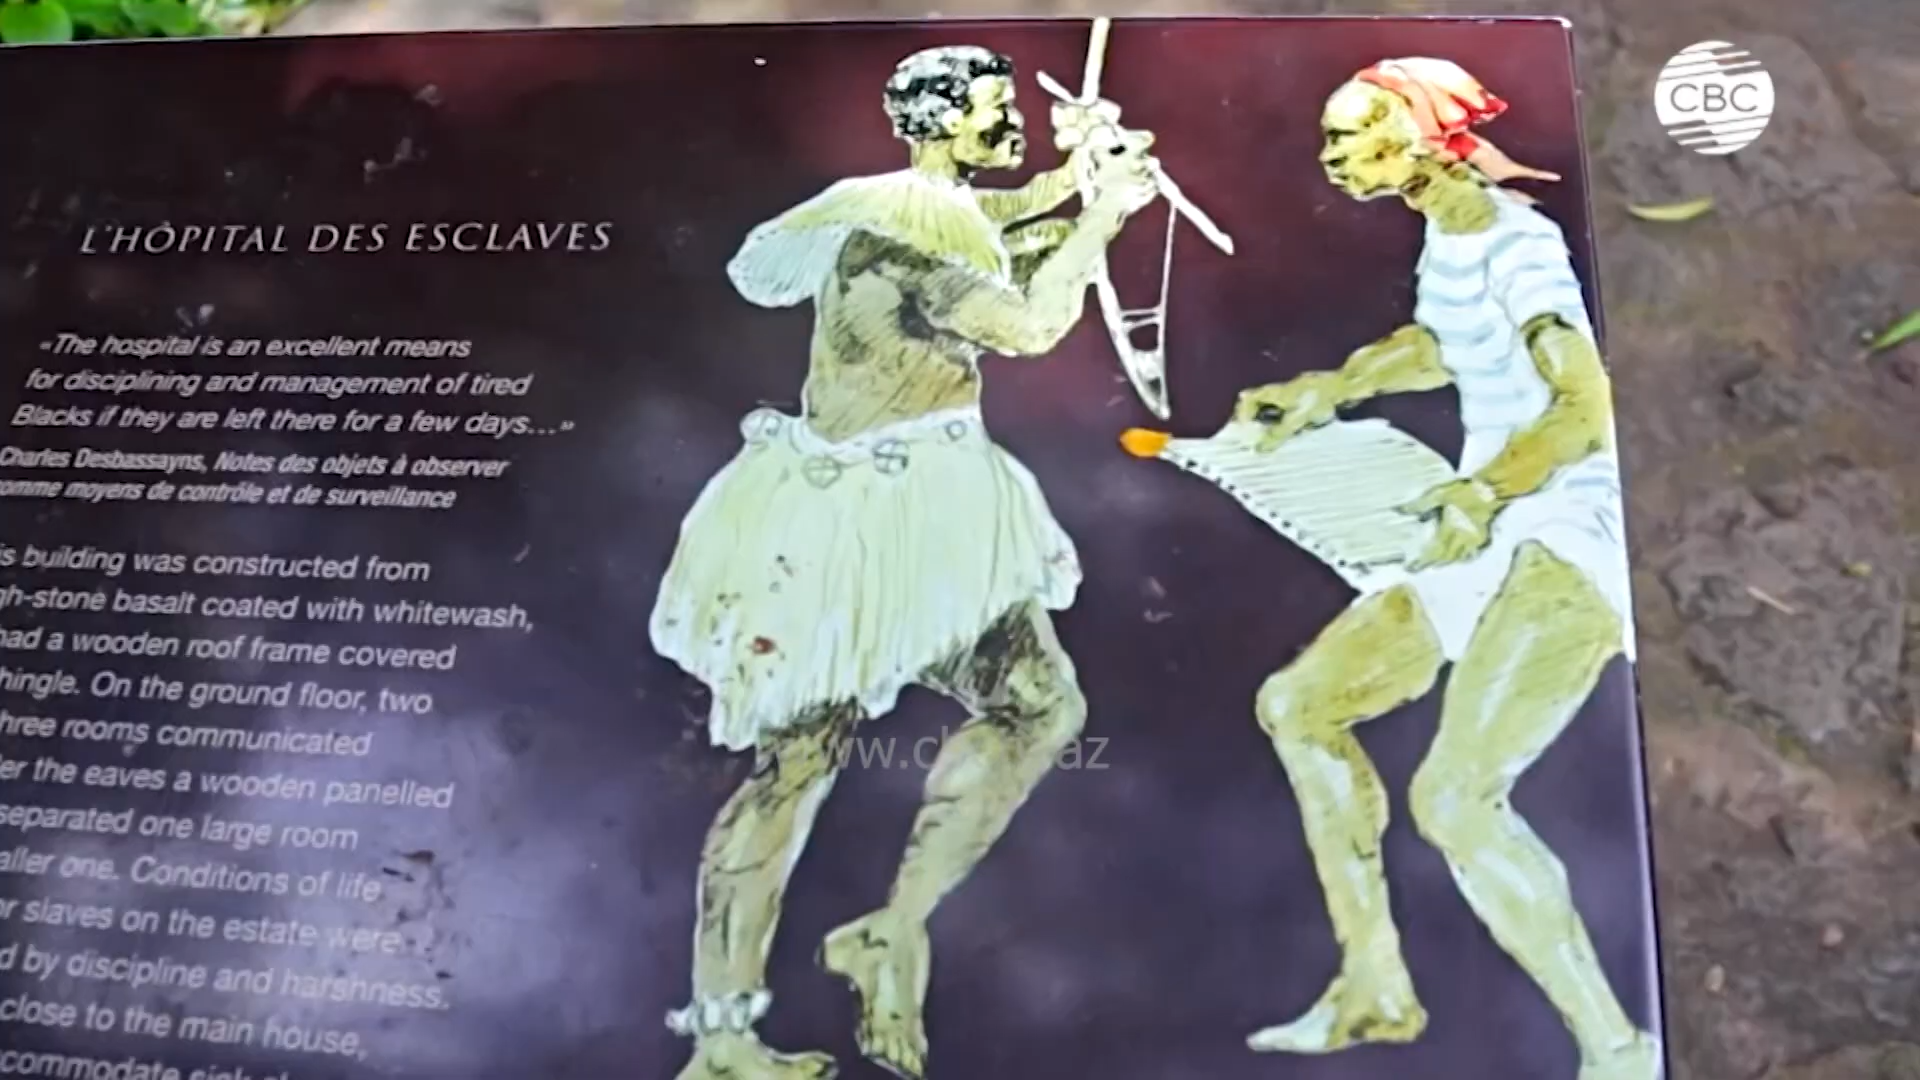 CBC
L'HÔPITAL DES ESCLAVES
«The hospital is an excellent means
for disciplining and management of tired
Blacks if they are left there for a few days...»
Charles Desbassayns, Notes des objets à observer
comme moyens de contrôle et de surveillance
is building was constructed from
gh-stone basalt coated with whitewash,
had a wooden roof frame covered
hingle. On the ground floor, two
hree rooms communicated
er the eaves a wooden panelled
separated one large room
aller one. Conditions of life
or slaves on the estate were
d by discipline and harshness.
close to the main house,
commodate sick